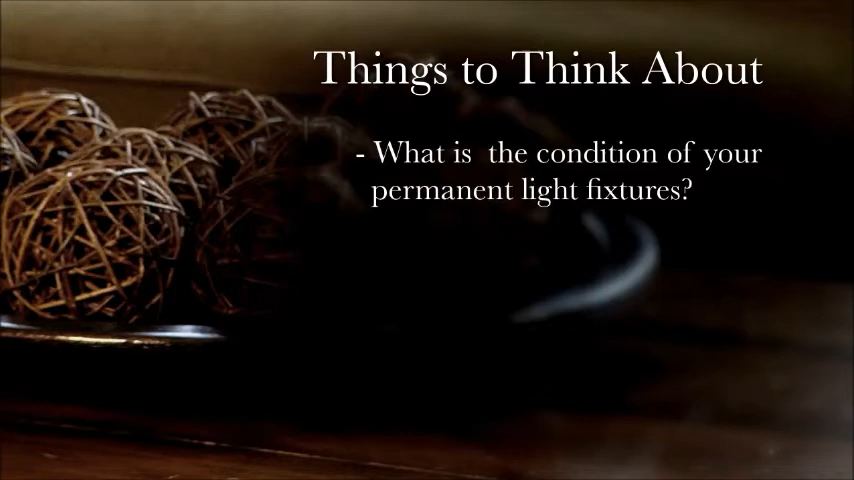 Things to Think About
- What is  the condition of your
permanent light fixtures?